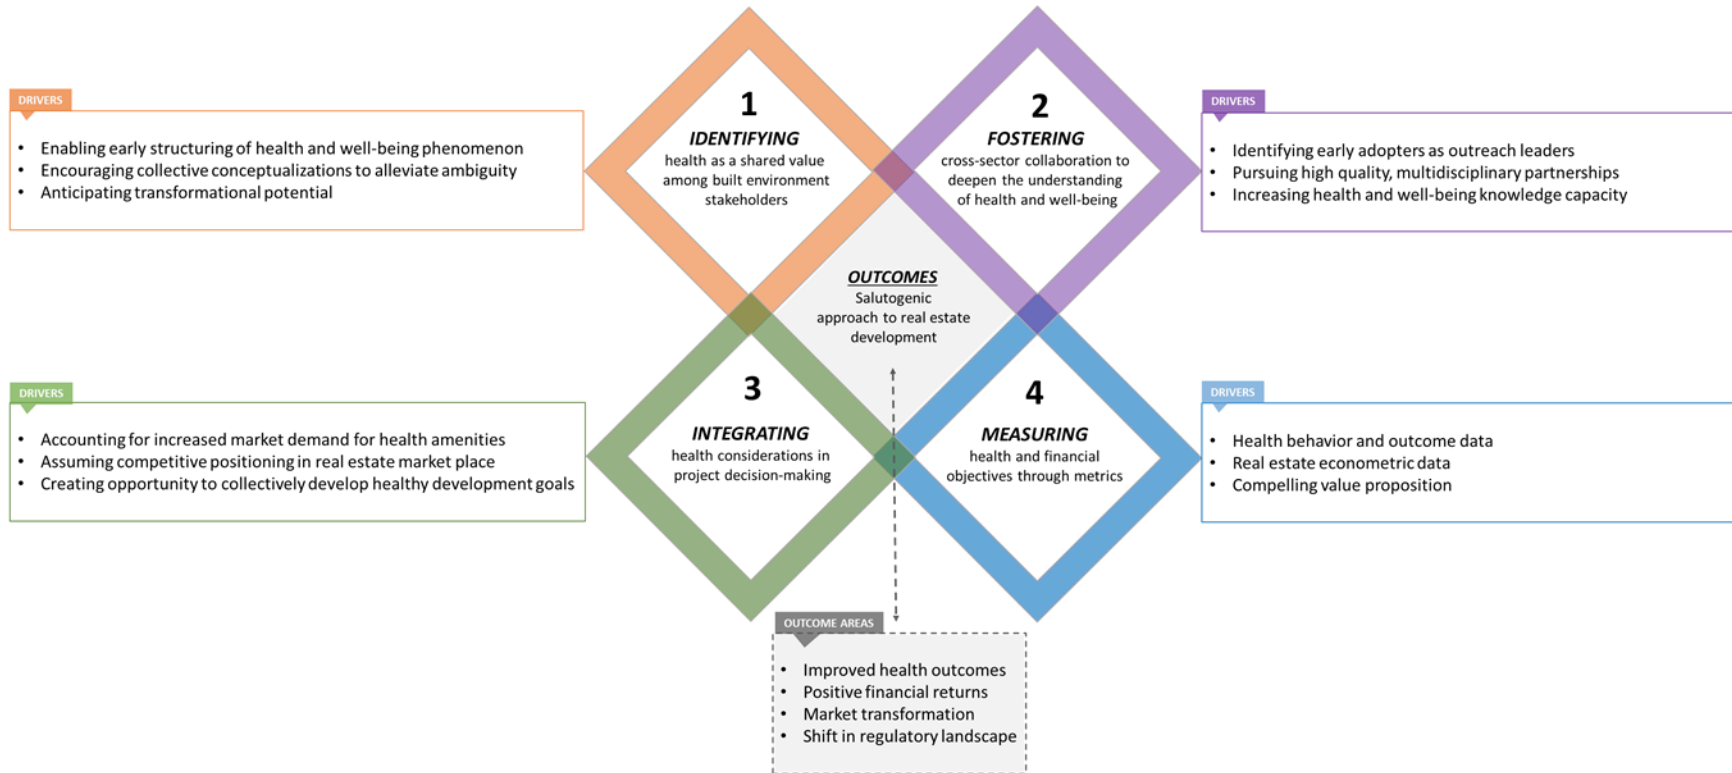 DRIVERS
• Enabling early structuring of health and well-being phenomenon
• Encouraging collective conceptualizations to alleviate ambiguity
• Anticipating transformational potential
1
IDENTIFYING
health as a shared value
among built environment
stakeholders
2
FOSTERING
cross-sector collaboration to
deepen the understanding
of health and well-being
DRIVERS
• Identifying early adopters as outreach leaders
• Pursuing high quality, multidisciplinary partnerships
• Increasing health and well-being knowledge capacity
OUTCOMES
Salutogenic
approach to real estate
development
DRIVERS
• Accounting for increased market demand for health amenities
• Assuming competitive positioning in real estate market place
• Creating opportunity to collectively develop healthy development goals
3
INTEGRATING
health considerations in
project decision-making
4
MEASURING
health and financial
objectives through metrics
DRIVERS
• Health behavior and outcome data
• Real estate econometric data
• Compelling value proposition
OUTCOME AREAS
• Improved health outcomes
• Positive financial returns
• Market transformation
• Shift in regulatory landscape